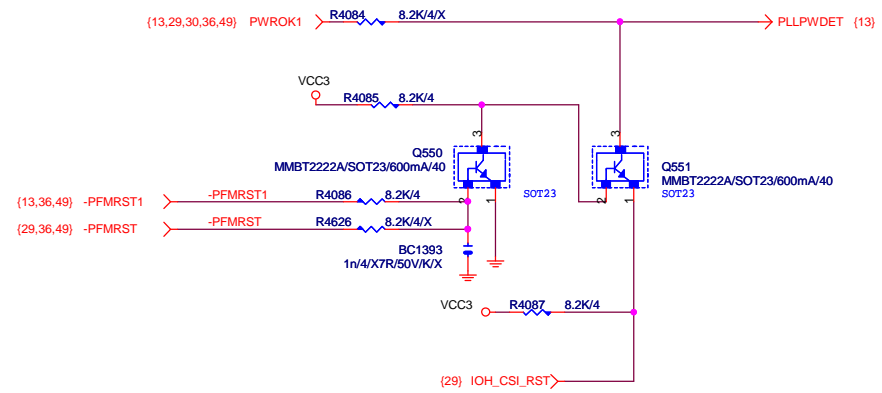 {13,29,30,36,49} PWROK1 R4084 8.2K/4/X PLLPWDET {13}
VCC3
R4085 8.2K/4
3 3
Q550
MMBT2222A/SOT23/600mA/40
SOT23
Q551
MMBT2222A/SOT23/600mA/40
SOT23
2 1 2 1
{13,36,49} -PFMRST1 -PFMRST1 R4086 8.2K/4
{29,36,49} -PFMRST -PFMRST R4626 8.2K/4/X
BC1393
1n/4/X7R/50V/K/X
VCC3 R4087 8.2K/4
{29} IOH_CSI_RST